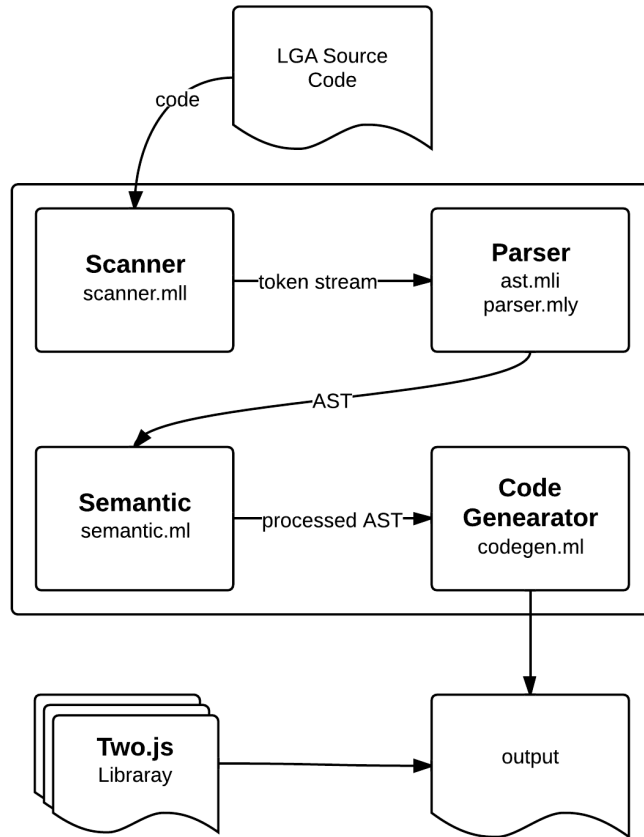 LGA Source
Code
code
Scanner
scanner.mll
token stream
Parser
ast.mli
parser.mly
AST
Semantic
semantic.ml
processed AST
Code
Genearator
codegen.ml
Two.js
Libraray
output